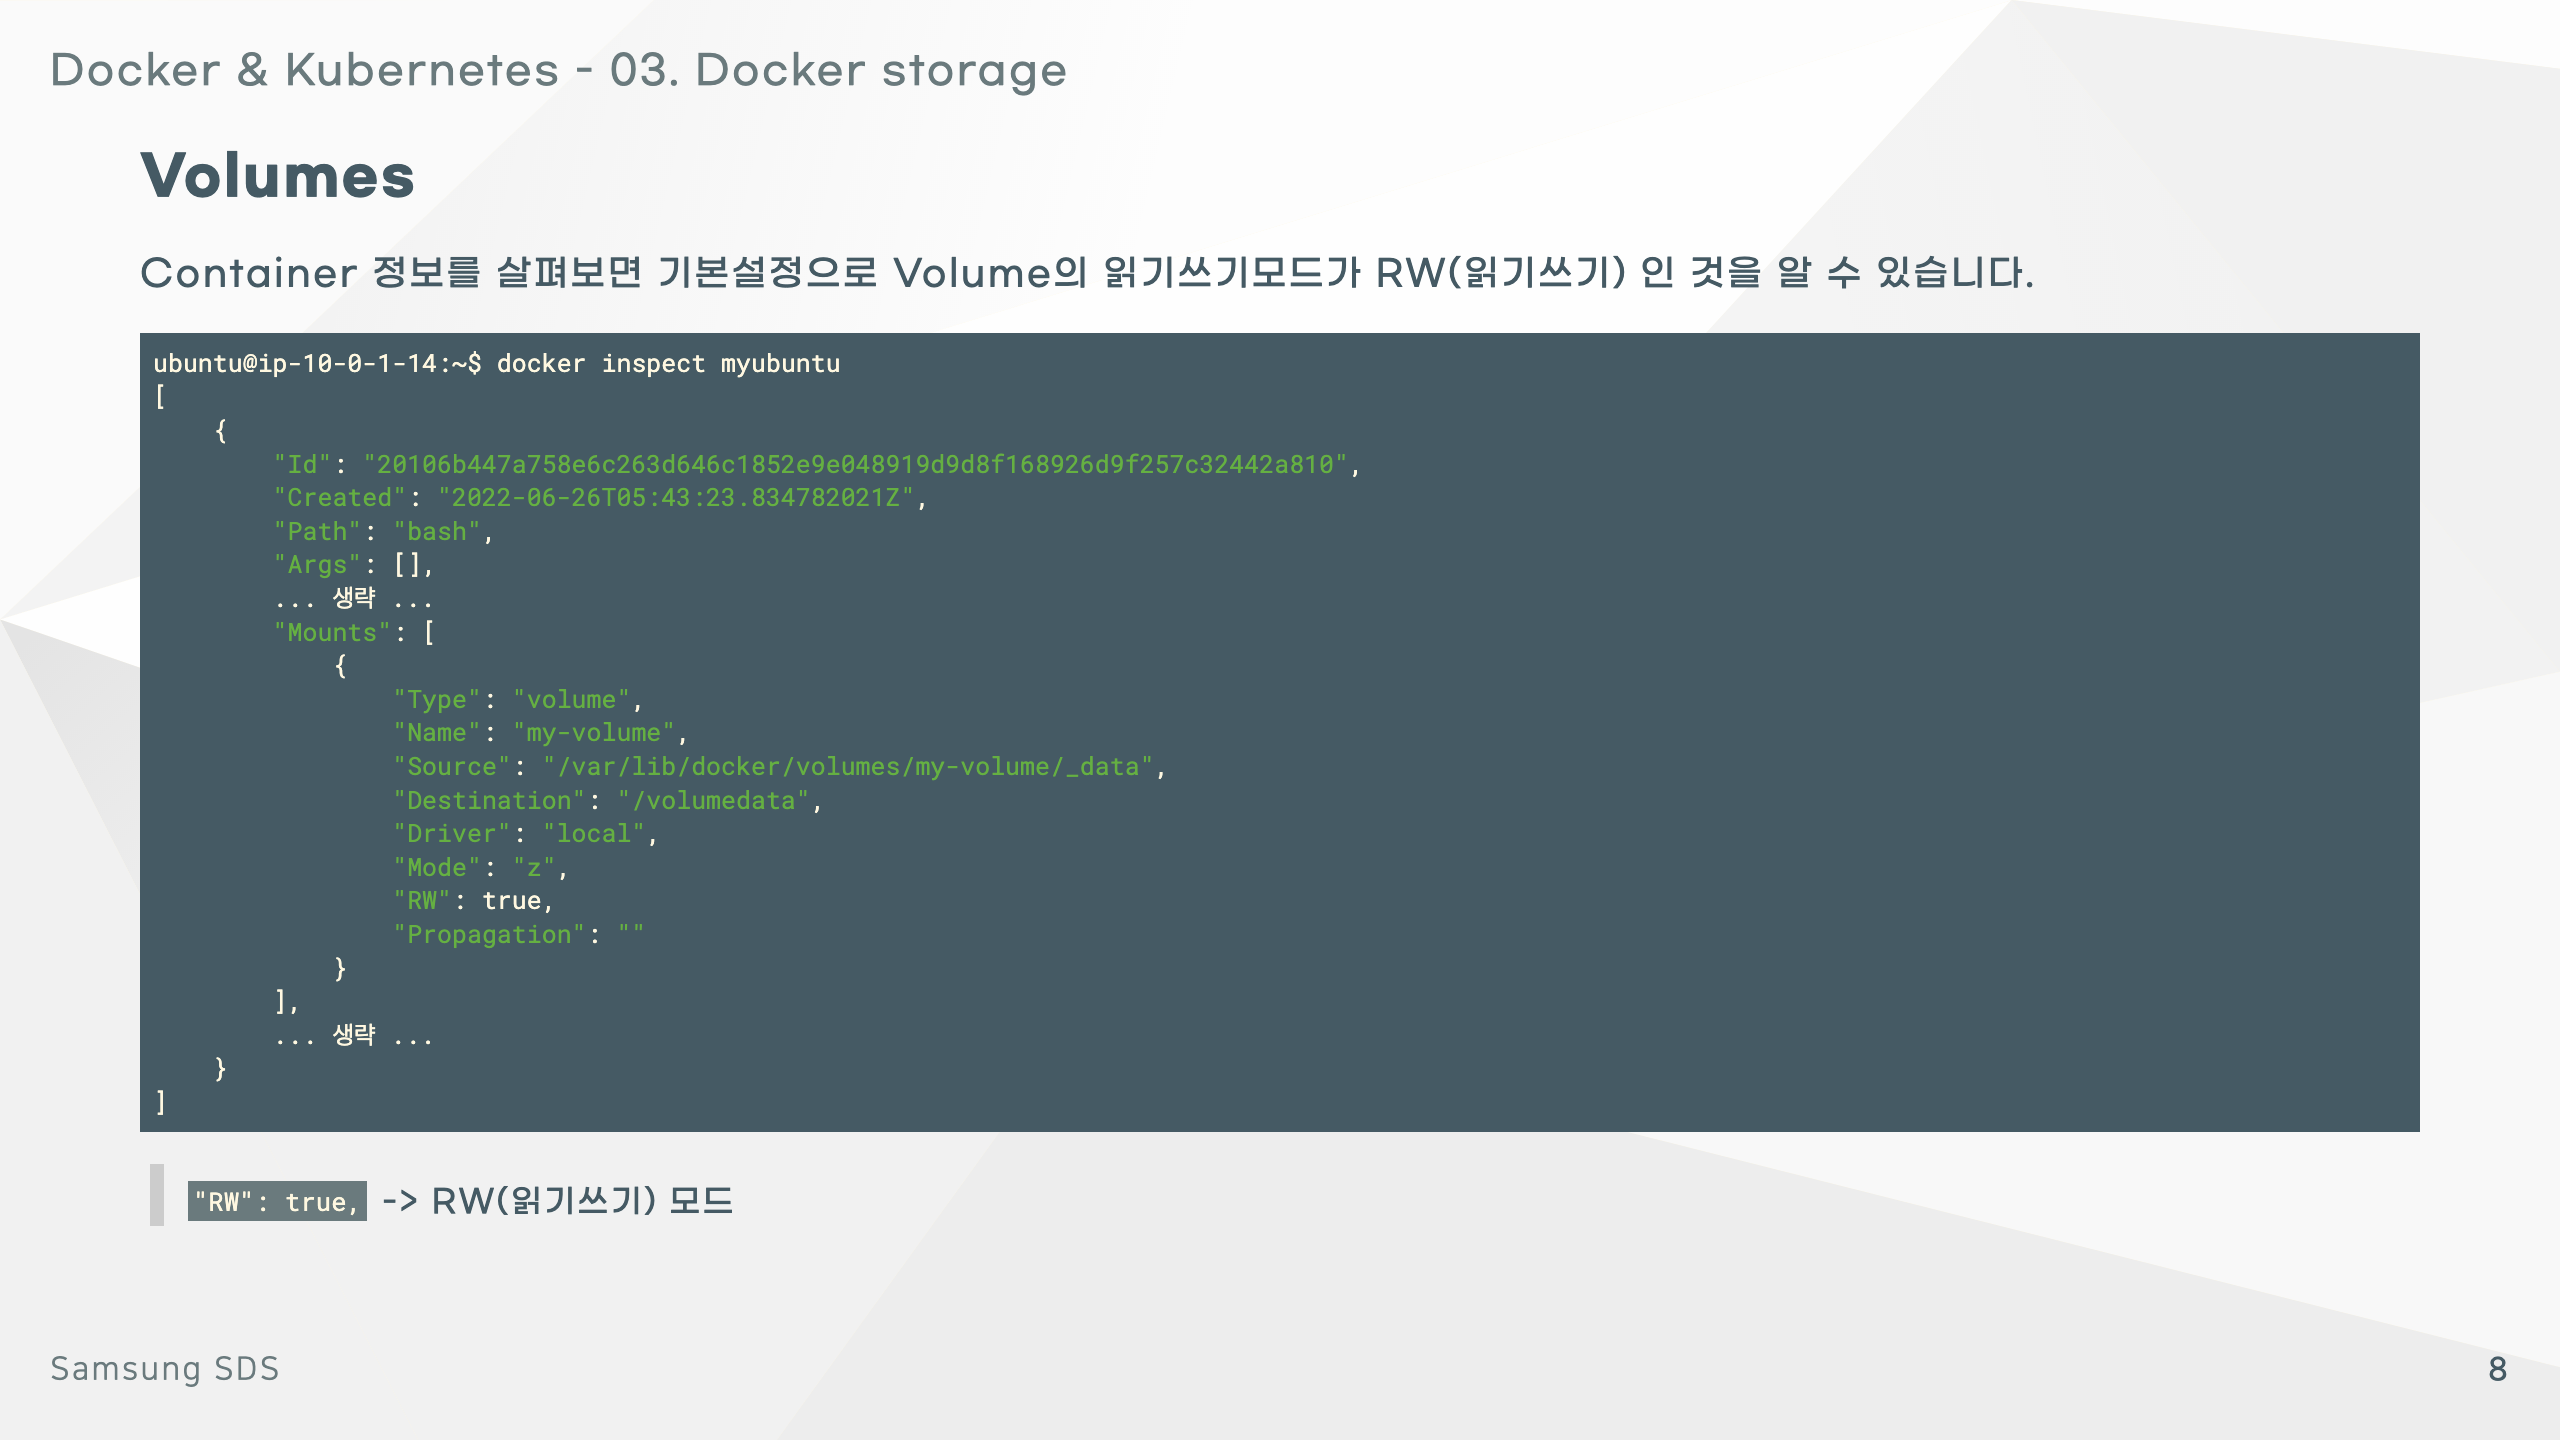 Docker & Kubernetes - 03. Docker storage
Volumes
Container 정보를 살펴보면 기본설정으로 Volume의 읽기쓰기모드가 RW(읽기쓰기) 인 것을 알 수 있습니다.
ubuntu@ip-10-0-1-14:~$ docker inspect myubuntu
[
    {
        "Id": "20106b447a758e6c263d646c1852e9e048919d9d8f168926d9f257c32442a810",
        "Created": "2022-06-26T05:43:23.834782021Z",
        "Path": "bash",
        "Args": [],
        ... 생략 ...
        "Mounts": [
            {
                "Type": "volume",
                "Name": "my-volume",
                "Source": "/var/lib/docker/volumes/my-volume/_data",
                "Destination": "/volumedata",
                "Driver": "local",
                "Mode": "z",
                "RW": true,
                "Propagation": ""
            }
        ],
        ... 생략 ...
    }
]
"RW": true, -> RW(읽기쓰기) 모드
Samsung SDS
8